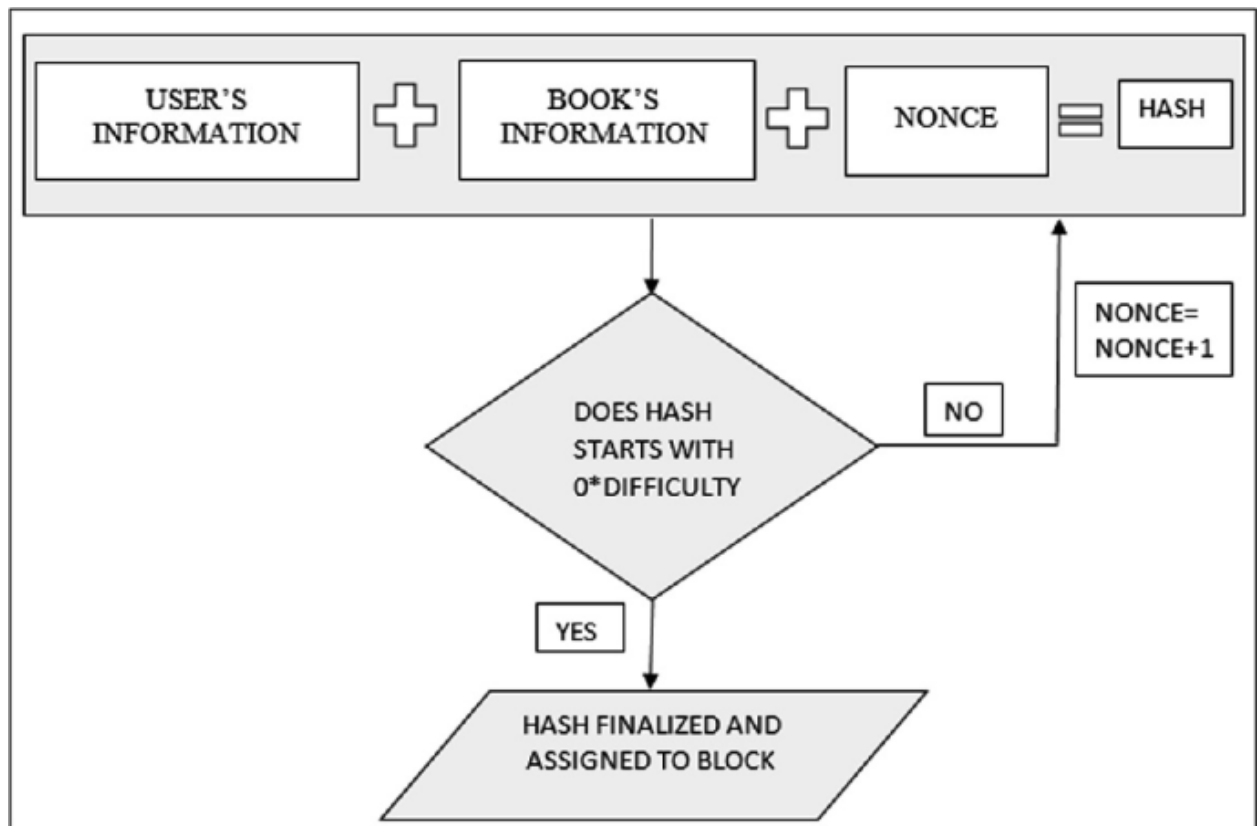 USER’S
INFORMATION
BOOK’S
INFORMATION
NONCE
HASH
DOES HASH
STARTS WITH
0*DIFFICULTY
NO
NONCE=
NONCE+1
YES
HASH FINALIZED AND
ASSIGNED TO BLOCK